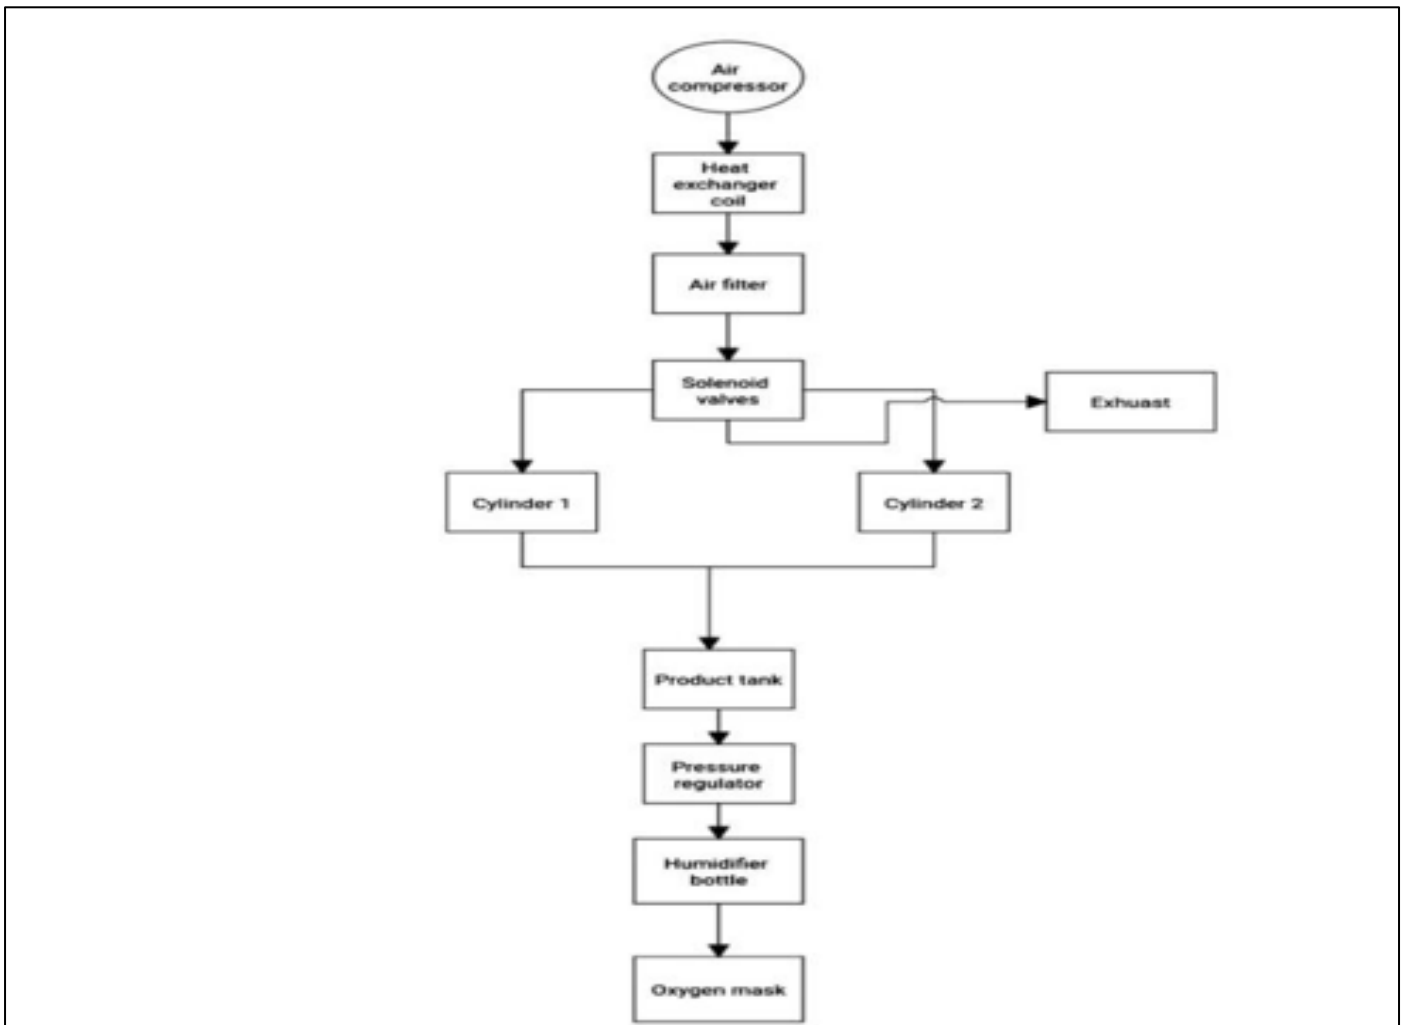 Air
compressor
Heat
exchanger
coil
Air filter
Solenoid
valves
Exhuast
Cylinder 1
Cylinder 2
Product tank
Pressure
regulator
Humidifier
bottle
Oxygen mask